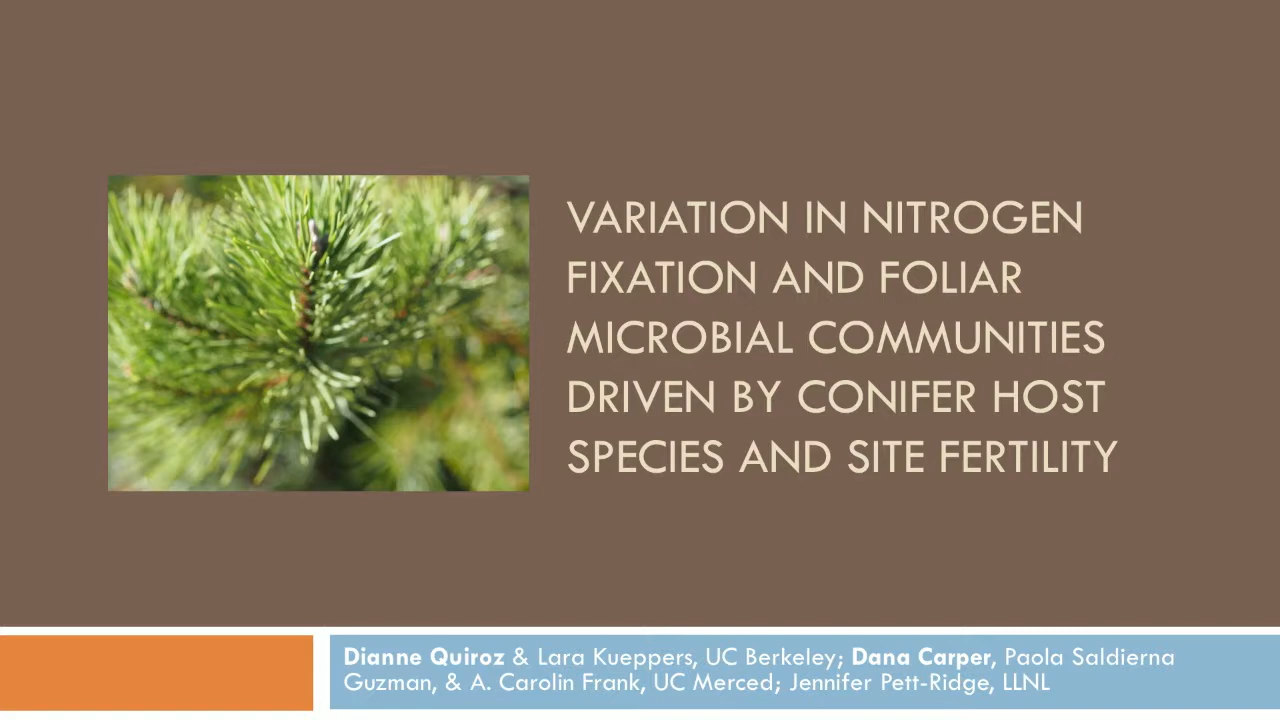 VARIATION IN NITROGEN
FIXATION AND FOLIAR
MICROBIAL COMMUNITIES
DRIVEN BY CONIFER HOST
SPECIES AND SITE FERTILITY
Dianne Quiroz & Lara Kueppers, UC Berkeley; Dana Carper, Paola Saldierna
Guzman, & A. Carolin Frank, UC Merced; Jennifer Pett-Ridge, LLNL